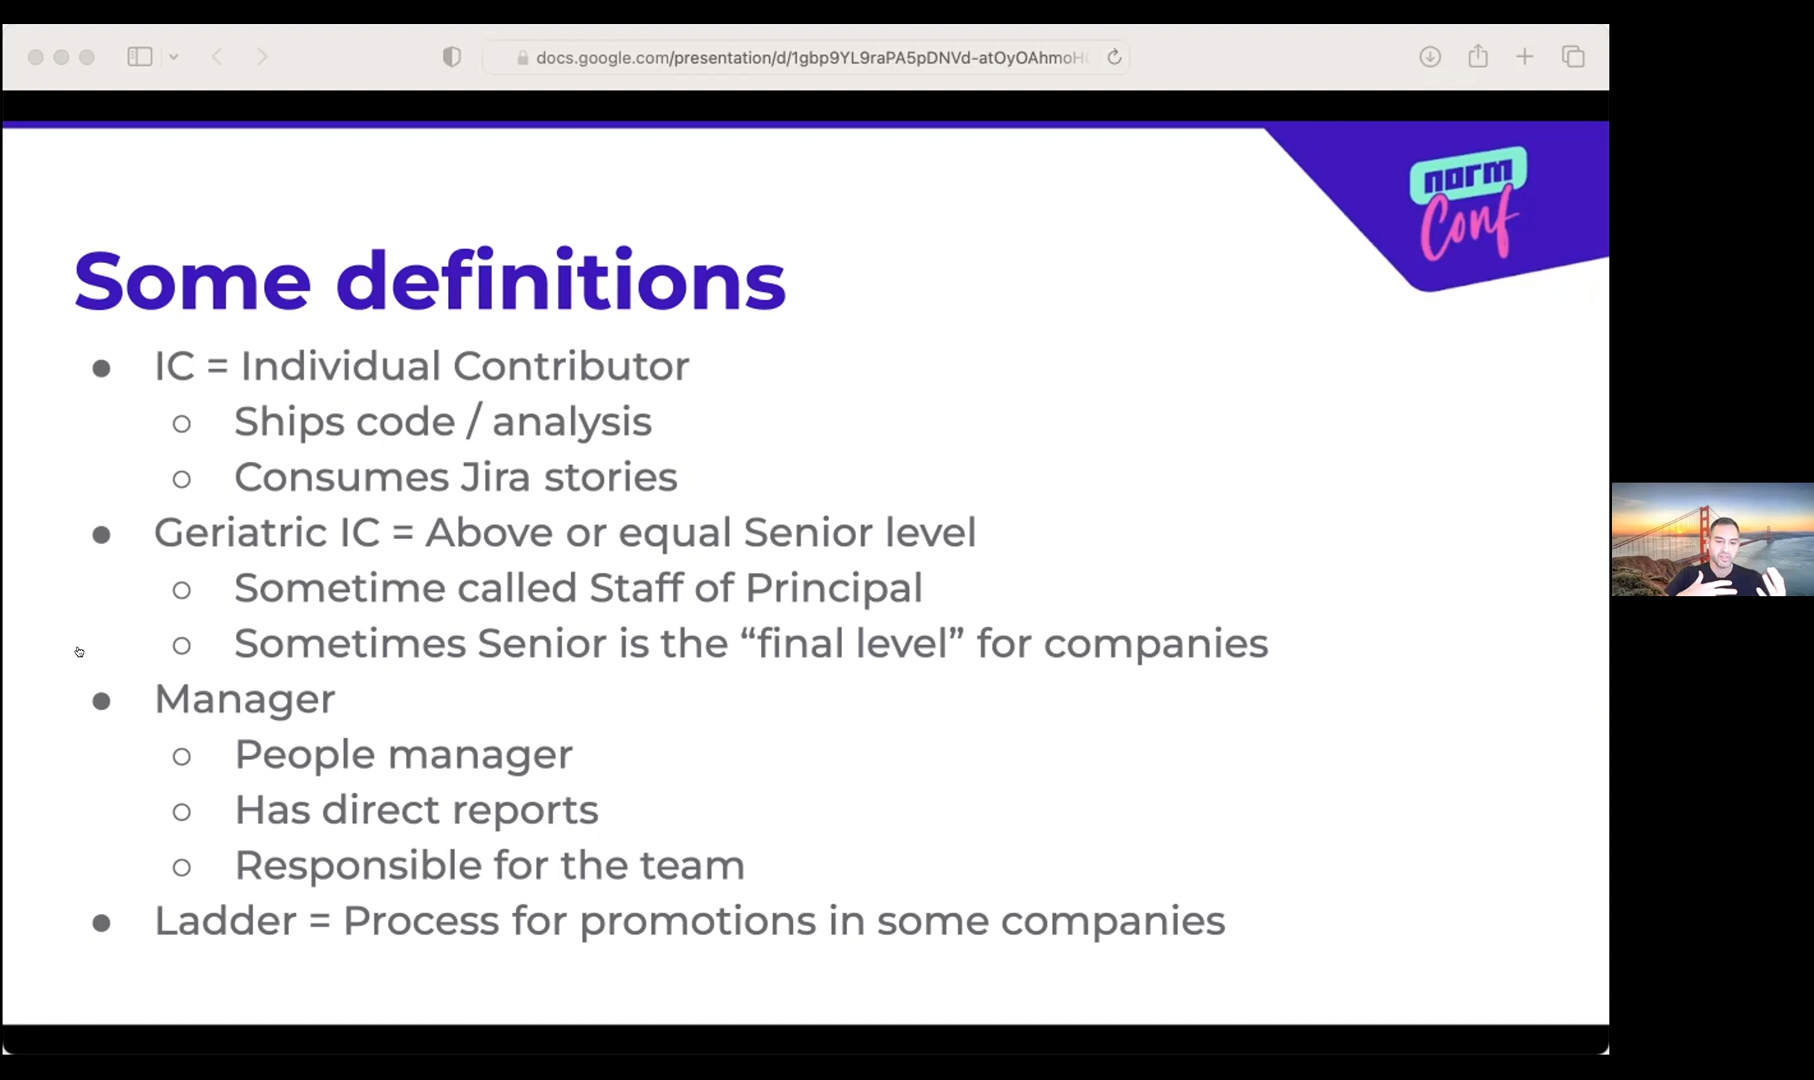 docs.google.com/presentation/d/1gbp9YL9raPA5pDNVd-atOyOAhmoH
norm
Conf
Some definitions
● IC = Individual Contributor
○ Ships code / analysis
○ Consumes Jira stories
● Geriatric IC = Above or equal Senior level
○ Sometime called Staff of Principal
○ Sometimes Senior is the “final level” for companies
● Manager
○ People manager
○ Has direct reports
○ Responsible for the team
● Ladder = Process for promotions in some companies